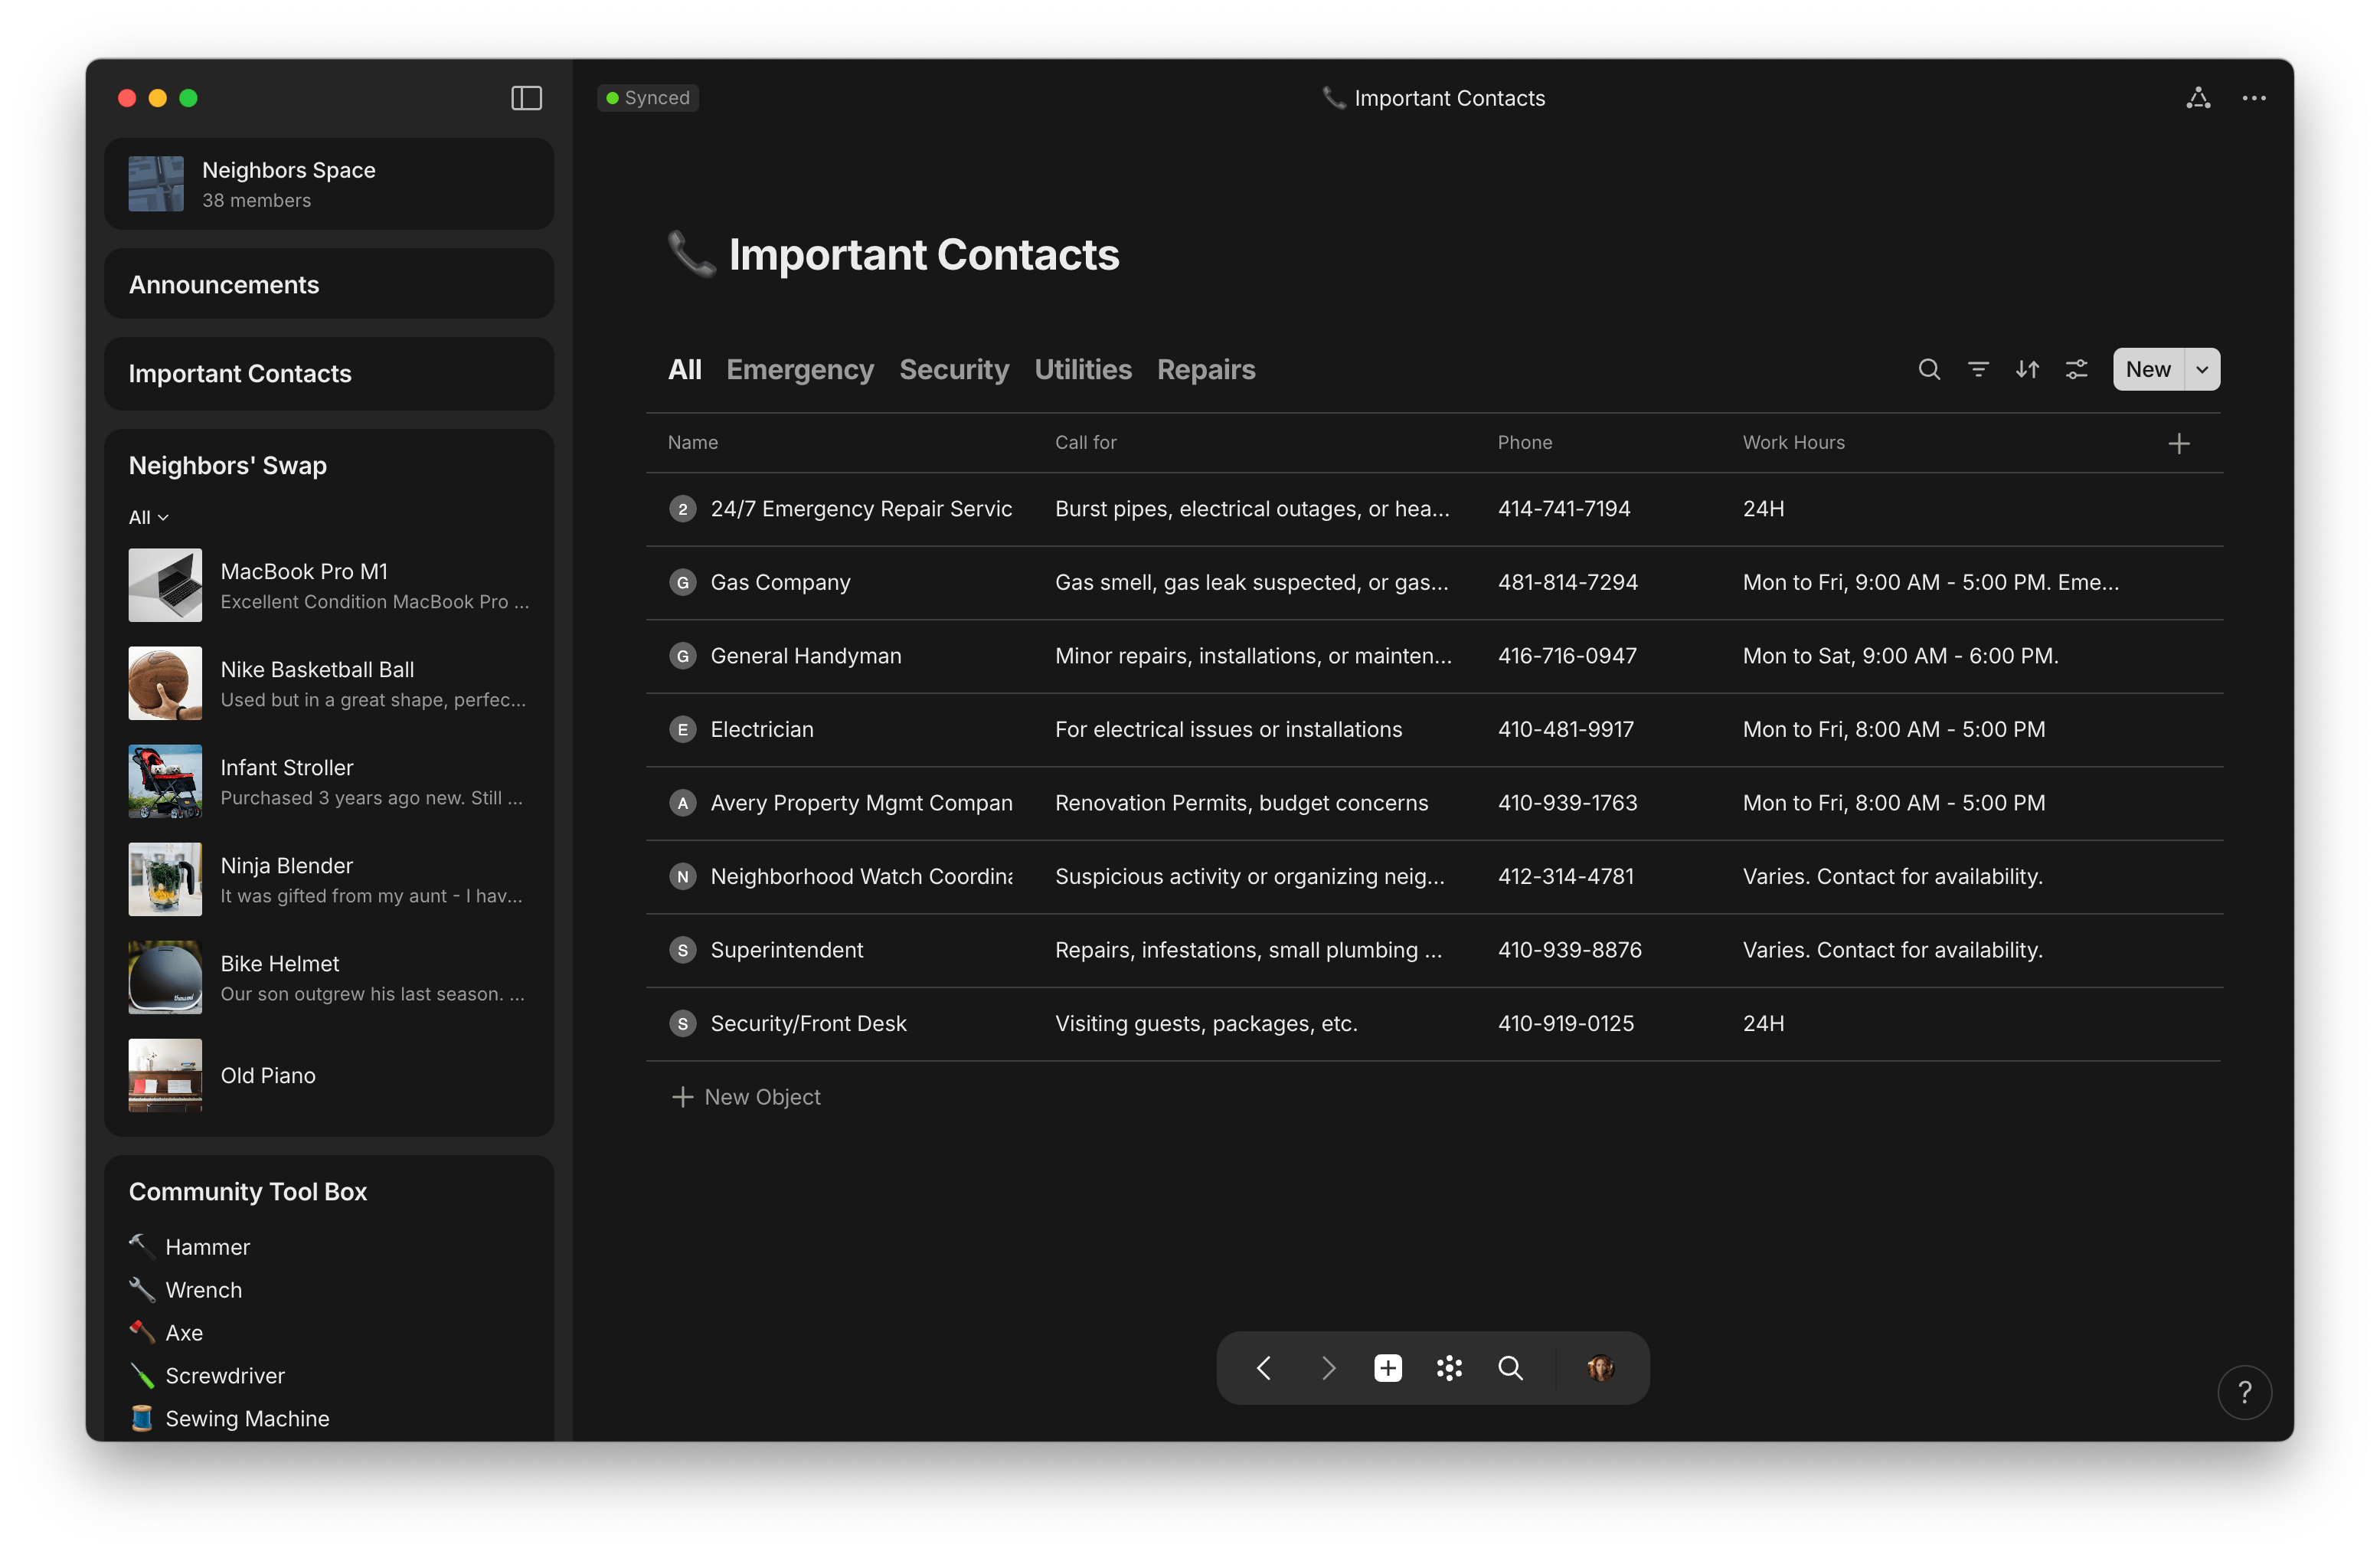 Synced
Important Contacts
Neighbors Space
38 members
Announcements
Important Contacts
Neighbors' Swap
All
MacBook Pro M1
Excellent Condition MacBook Pro ...
Nike Basketball Ball
Used but in a great shape, perfec...
Infant Stroller
Purchased 3 years ago new. Still ...
Ninja Blender
It was gifted from my aunt - I hav...
Bike Helmet
Our son outgrew his last season. ...
Old Piano
Community Tool Box
Hammer
Wrench
Axe
Screwdriver
Sewing Machine
Important Contacts
All Emergency Security Utilities Repairs
New
Name Call for Phone Work Hours
2 24/7 Emergency Repair Servic Burst pipes, electrical outages, or hea... 414-741-7194 24H
G Gas Company Gas smell, gas leak suspected, or gas... 481-814-7294 Mon to Fri, 9:00 AM - 5:00 PM. Eme...
G General Handyman Minor repairs, installations, or mainten... 416-716-0947 Mon to Sat, 9:00 AM - 6:00 PM.
E Electrician For electrical issues or installations 410-481-9917 Mon to Fri, 8:00 AM - 5:00 PM
A Avery Property Mgmt Compan Renovation Permits, budget concerns 410-939-1763 Mon to Fri, 8:00 AM - 5:00 PM
N Neighborhood Watch Coordina Suspicious activity or organizing neig... 412-314-4781 Varies. Contact for availability.
S Superintendent Repairs, infestations, small plumbing ... 410-939-8876 Varies. Contact for availability.
S Security/Front Desk Visiting guests, packages, etc. 410-919-0125 24H
New Object
?